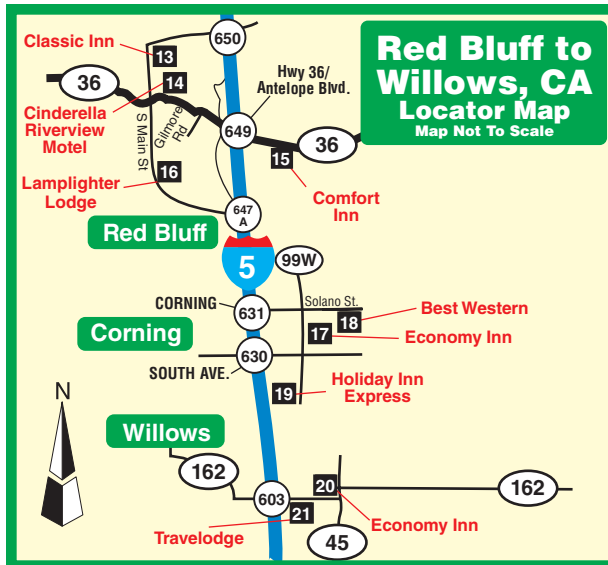 Red Bluff to
Willows, CA
Locator Map
Map Not To Scale
Classic Inn
13
650
36
14
Hwy 36/
Antelope Blvd.
Cinderella
Riverview
Motel
S Main St
Gilmore
Rd
649
36
15
16
Lamplighter
Lodge
Comfort
Inn
647
A
Red Bluff
5
99W
CORNING
631
Solano St.
18
Best Western
17
Economy Inn
Corning
630
SOUTH AVE.
19
Holiday Inn
Express
N
Willows
162
603
20
162
21
Economy Inn
Travelodge
45